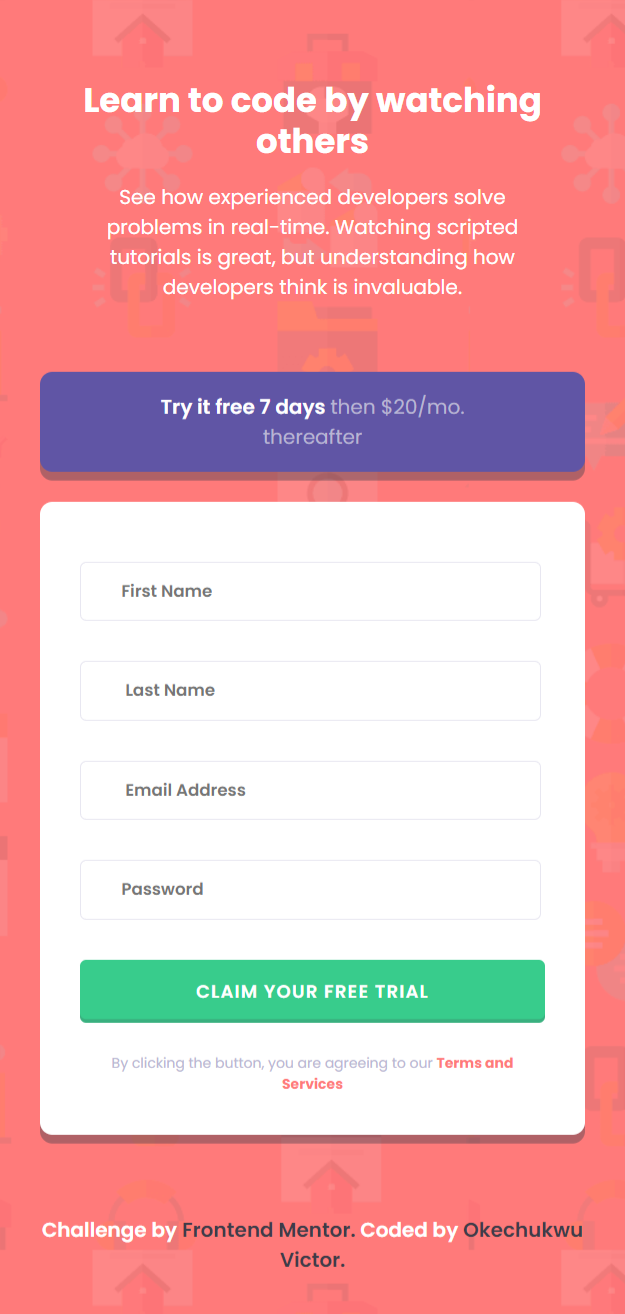 Learn to code by watching
others
See how experienced developers solve
problems in real-time. Watching scripted
tutorials is great, but understanding how
developers think is invaluable.
Try it free 7 days then $20/mo.
thereafter
First Name
Last Name
Email Address
Password
CLAIM YOUR FREE TRIAL
By clicking the button, you are agreeing to our Terms and
Services
Challenge by Frontend Mentor. Coded by Okechukwu
Victor.